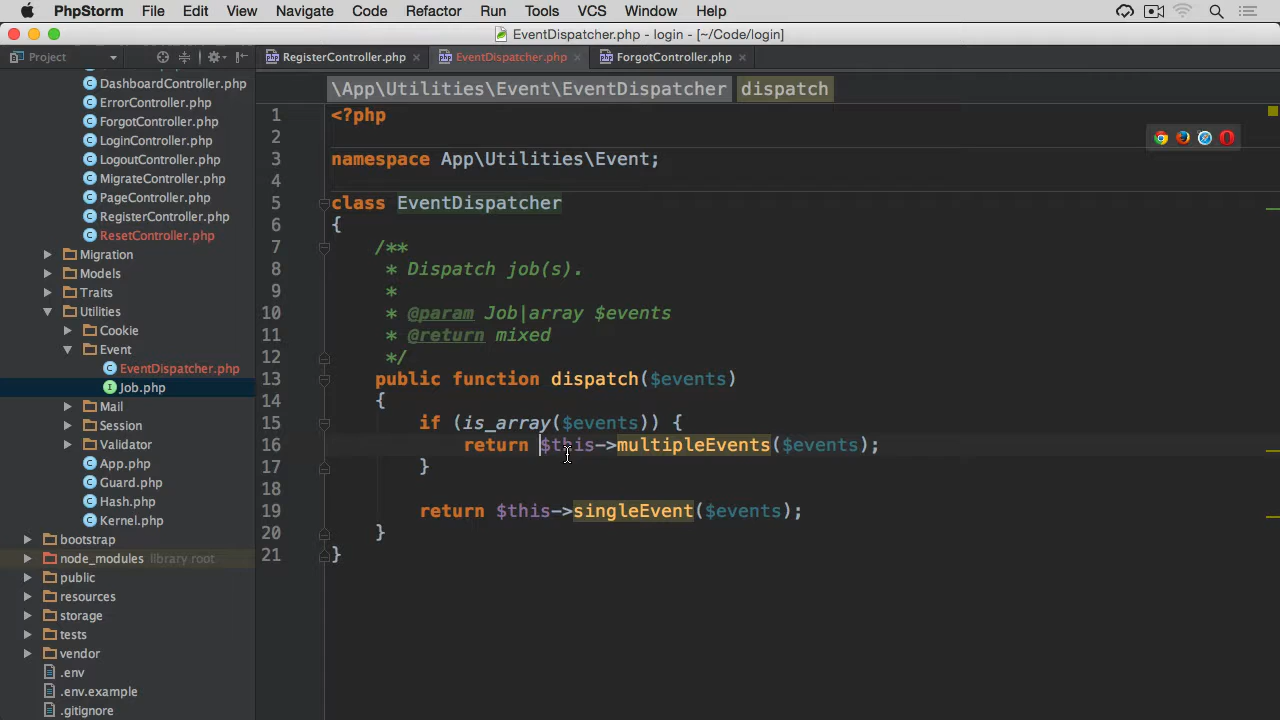 PhpStorm File Edit View Navigate Code Refactor Run Tools VCS Window Help
EventDispatcher.php - login - [~/Code/login]
Project
RegisterController.php × EventDispatcher.php × ForgotController.php ×
\App\Utilities\Event\EventDispatcher dispatch
DashboardController.php
ErrorController.php
ForgotController.php
LoginController.php
LogoutController.php
MigrateController.php
PageController.php
RegisterController.php
ResetController.php
Migration
Models
Traits
Utilities
Cookie
Event
EventDispatcher.php
Job.php
Mail
Session
Validator
App.php
Guard.php
Hash.php
Kernel.php
bootstrap
node_modules library root
public
resources
storage
tests
vendor
.env
.env.example
.gitignore
1 <?php
2
3 namespace App\Utilities\Event;
4
5 class EventDispatcher
6 {
7 /**
8 * Dispatch job(s).
9 *
10 * @param Job|array $events
11 * @return mixed
12 */
13 public function dispatch($events)
14 {
15 if (is_array($events)) {
16 return $this->multipleEvents($events);
17 }
18
19 return $this->singleEvent($events);
20 }
21 }